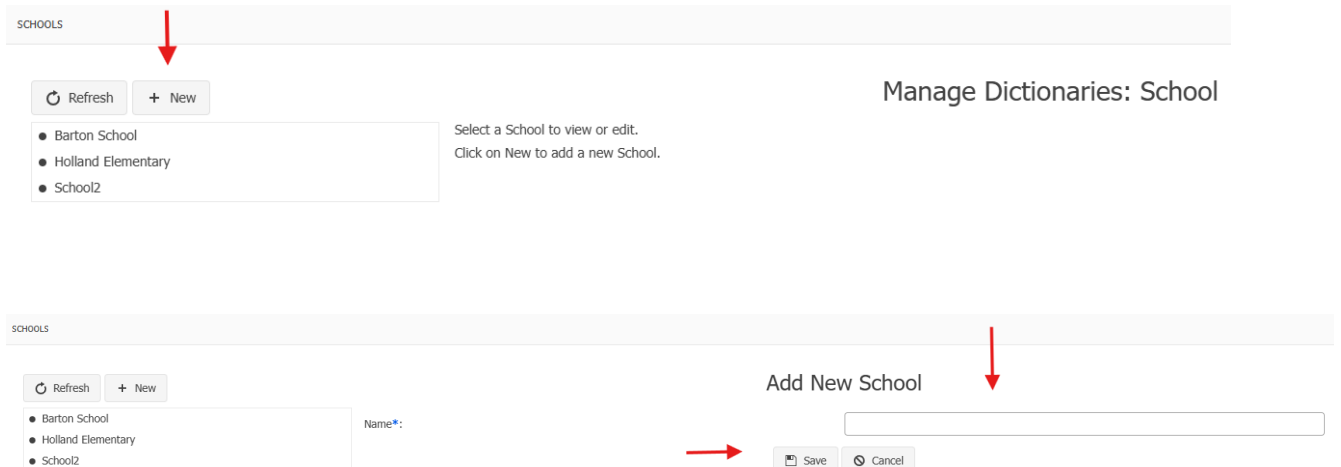 SCHOOLS
Refresh + New
Manage Dictionaries: School
Barton School
Holland Elementary
School2
Select a School to view or edit.
Click on New to add a new School.
SCHOOLS
Refresh + New
Add New School
Barton School
Holland Elementary
School2
Name*:
Save Cancel